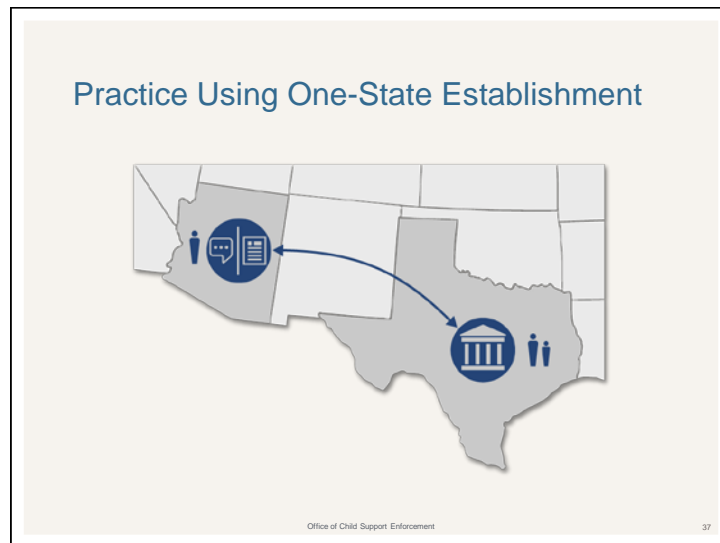 Practice Using One-State Establishment
Office of Child Support Enforcement
37